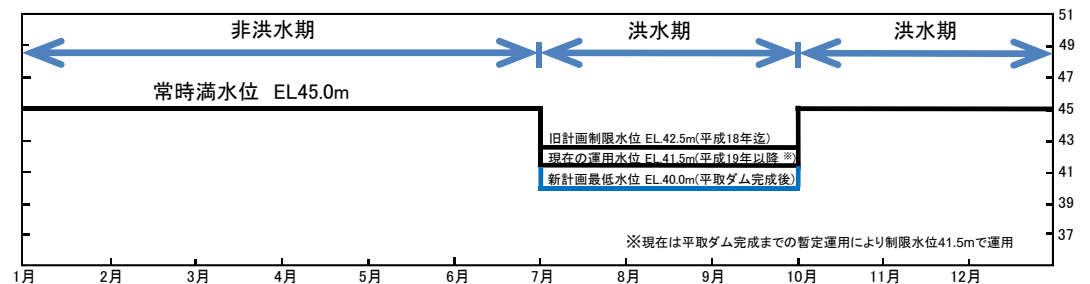 非洪水期
洪水期
洪水期
常時満水位 EL45.0m
旧計画制限水位 EL.42.5m(平成18年迄)
現在の運用水位 EL.41.5m(平成19年以降 ※)
新計画最低水位 EL.40.0m(平取ダム完成後)
※現在は平取ダム完成までの暫定運用により制限水位41.5mで運用
51
49
47
45
43
41
39
37
1月 2月 3月 4月 5月 6月 7月 8月 9月 10月 11月 12月